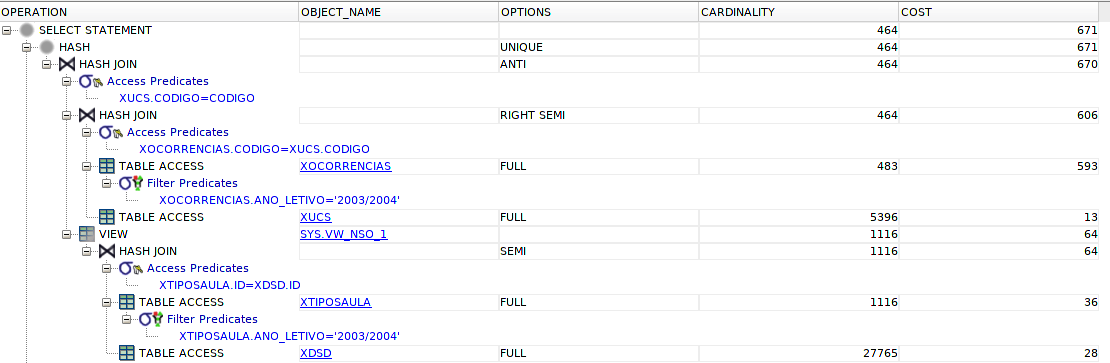 OPERATION OBJECT_NAME OPTIONS CARDINALITY COST
SELECT STATEMENT 464 671
HASH UNIQUE 464 671
HASH JOIN ANTI 464 670
Access Predicates
XUCS.CODIGO=CODIGO
HASH JOIN RIGHT SEMI 464 606
Access Predicates
XOCORRENCIAS.CODIGO=XUCS.CODIGO
TABLE ACCESS XOCORRENCIAS FULL 483 593
Filter Predicates
XOCORRENCIAS.ANO_LETIVO='2003/2004'
TABLE ACCESS XUCS FULL 5396 13
VIEW SYS.VW_NSO_1 1116 64
HASH JOIN SEMI 1116 64
Access Predicates
XTIPOSAULA.ID=XDSD.ID
TABLE ACCESS XTIPOSAULA FULL 1116 36
Filter Predicates
XTIPOSAULA.ANO_LETIVO='2003/2004'
TABLE ACCESS XDSD FULL 27765 28